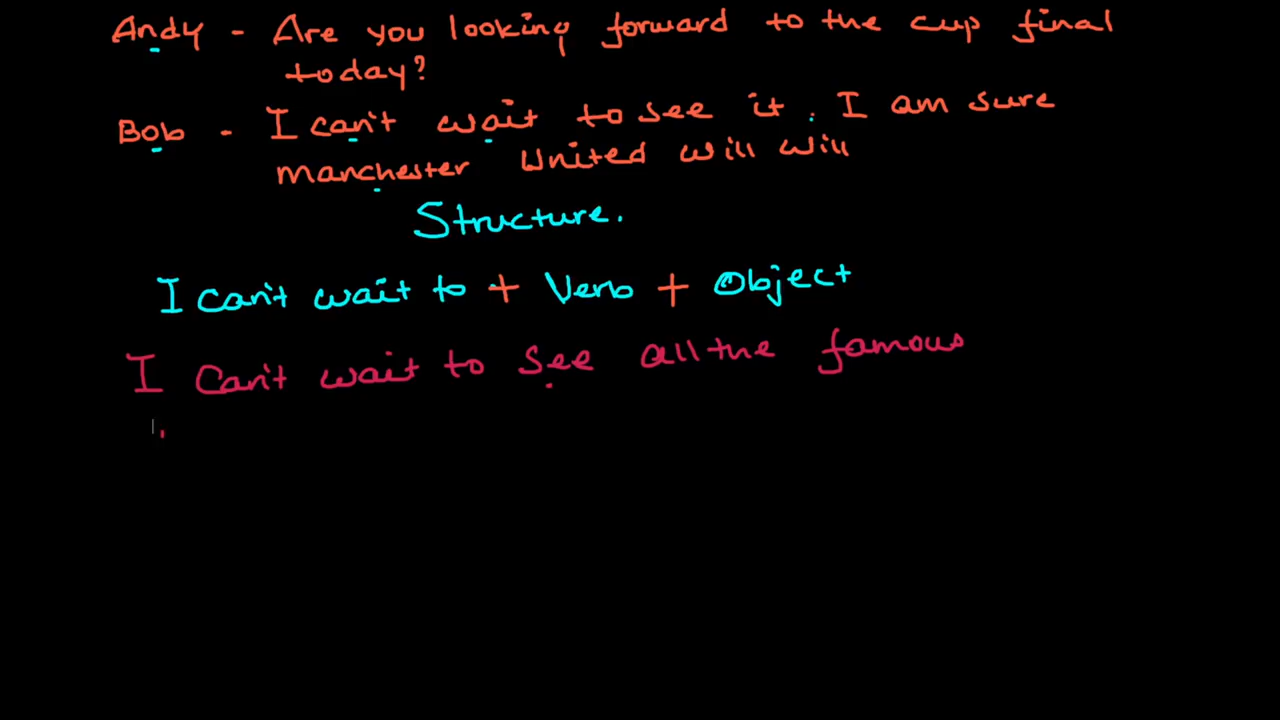 Andy - Are you looking forward to the cup final
today?
Bob - I can't wait to see it. I am sure
manchester United will will
Structure.
I can't wait to + Verb + Object
I can't wait to see all the famous